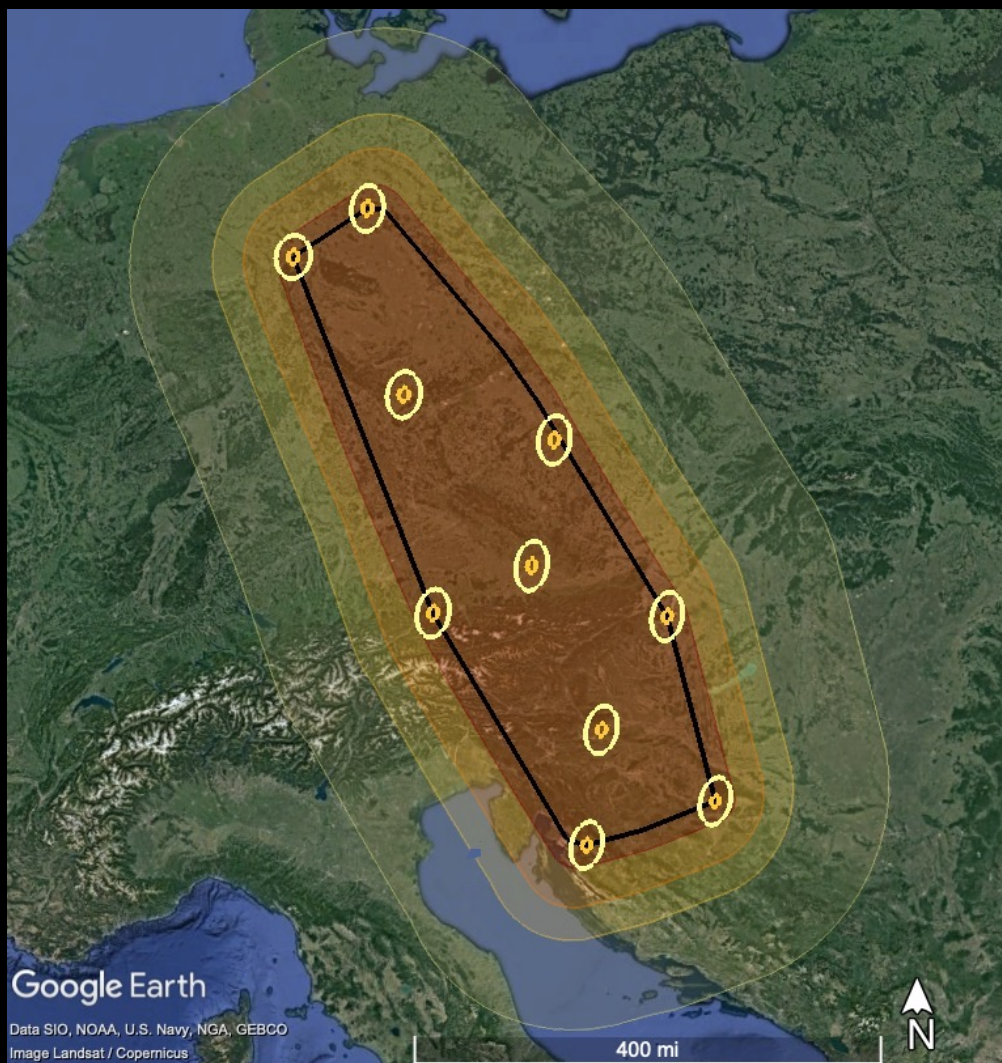 Google Earth
Data SIO, NOAA, U.S. Navy, NGA, GEBCO
Image Landsat / Copernicus
400 mi
N